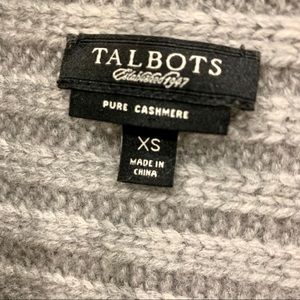 TALBOTS
Established 1947
PURE CASHMERE
XS
MADE IN
CHINA